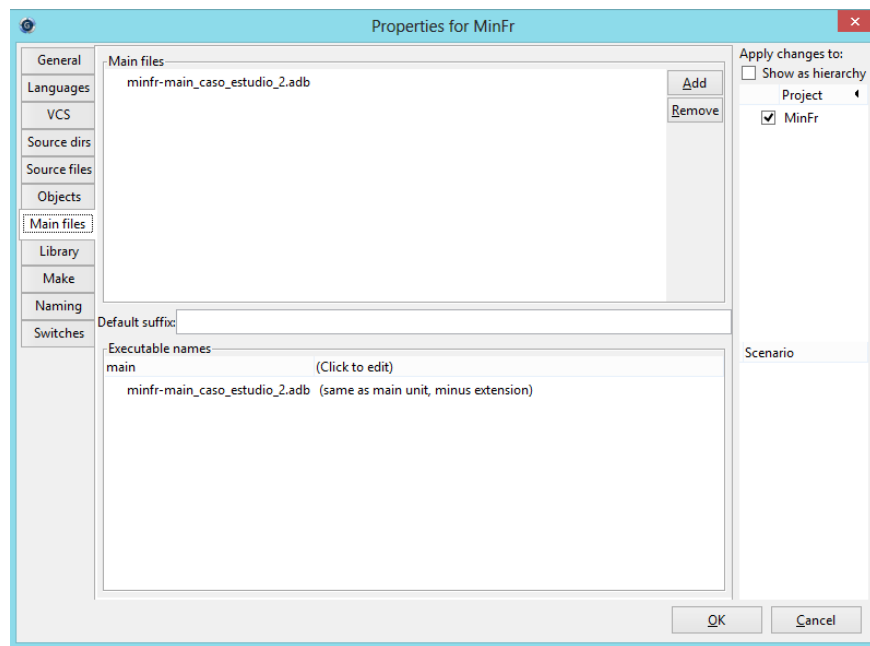 Properties for MinFr
General
Languages
VCS
Source dirs
Source files
Objects
Main files
Library
Make
Naming
Switches
Main files
minfr-main_caso_estudio_2.adb
Add
Remove
Default suffix:
Executable names
main (Click to edit)
minfr-main_caso_estudio_2.adb (same as main unit, minus extension)
Apply changes to:
Show as hierarchy
Project
MinFr
Scenario
OK Cancel